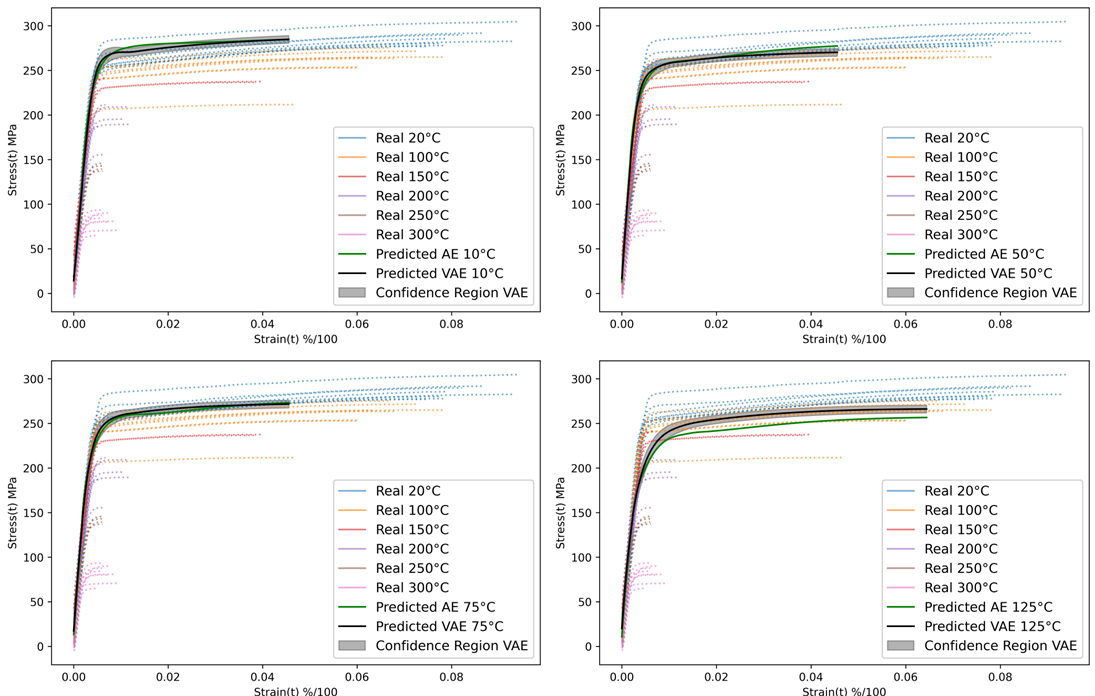 300
250
200
150
100
50
0
Stress(t) MPa
0.00 0.02 0.04 0.06 0.08
Strain(t) %/100
Real 20°C
Real 100°C
Real 150°C
Real 200°C
Real 250°C
Real 300°C
Predicted AE 10°C
Predicted VAE 10°C
Confidence Region VAE
300
250
200
150
100
50
0
Stress(t) MPa
0.00 0.02 0.04 0.06 0.08
Strain(t) %/100
Real 20°C
Real 100°C
Real 150°C
Real 200°C
Real 250°C
Real 300°C
Predicted AE 50°C
Predicted VAE 50°C
Confidence Region VAE
300
250
200
150
100
50
0
Stress(t) MPa
0.00 0.02 0.04 0.06 0.08
Strain(t) %/100
Real 20°C
Real 100°C
Real 150°C
Real 200°C
Real 250°C
Real 300°C
Predicted AE 75°C
Predicted VAE 75°C
Confidence Region VAE
300
250
200
150
100
50
0
Stress(t) MPa
0.00 0.02 0.04 0.06 0.08
Strain(t) %/100
Real 20°C
Real 100°C
Real 150°C
Real 200°C
Real 250°C
Real 300°C
Predicted AE 125°C
Predicted VAE 125°C
Confidence Region VAE